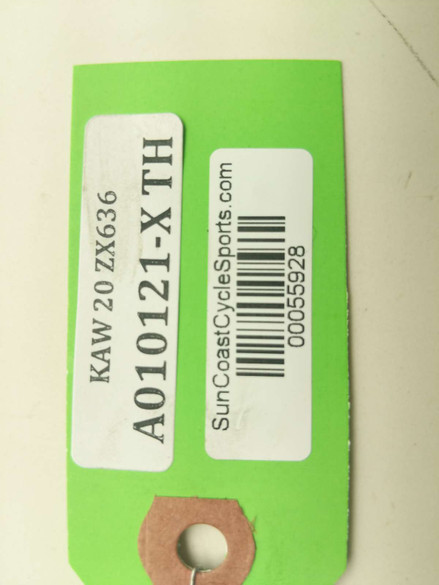 KAW 20 ZX636
A010121-X TH
SunCoastCycleSports.com
00055928